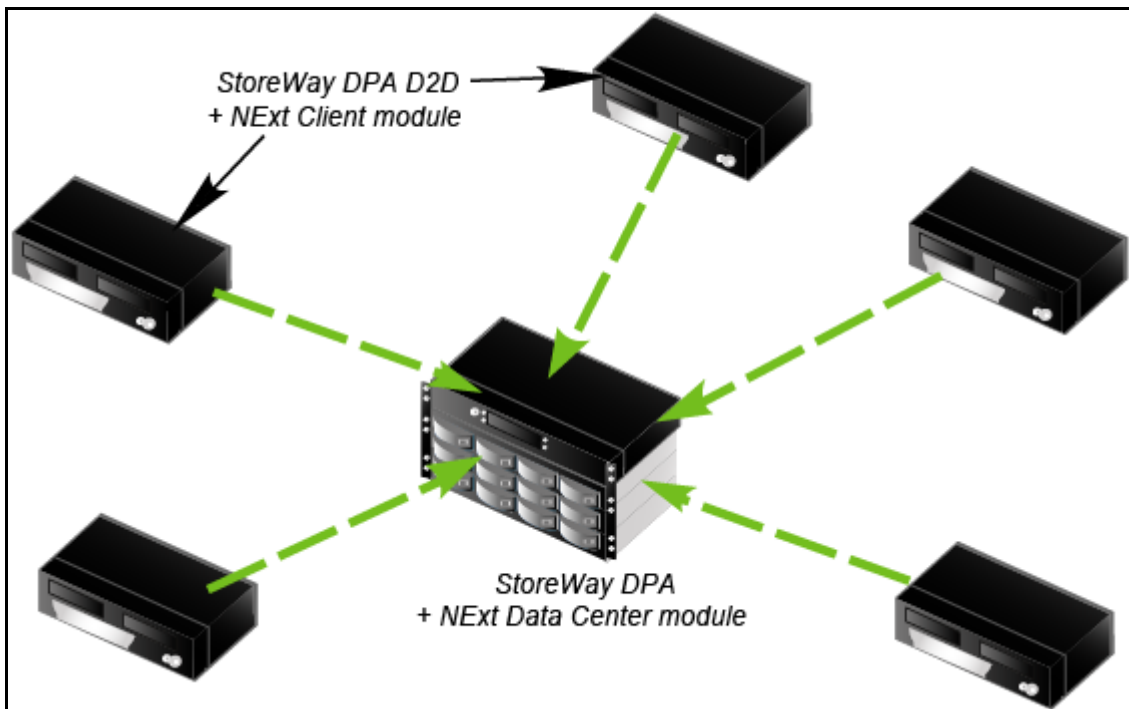 StoreWay DPA D2D
+ NExt Client module
StoreWay DPA
+ NExt Data Center module